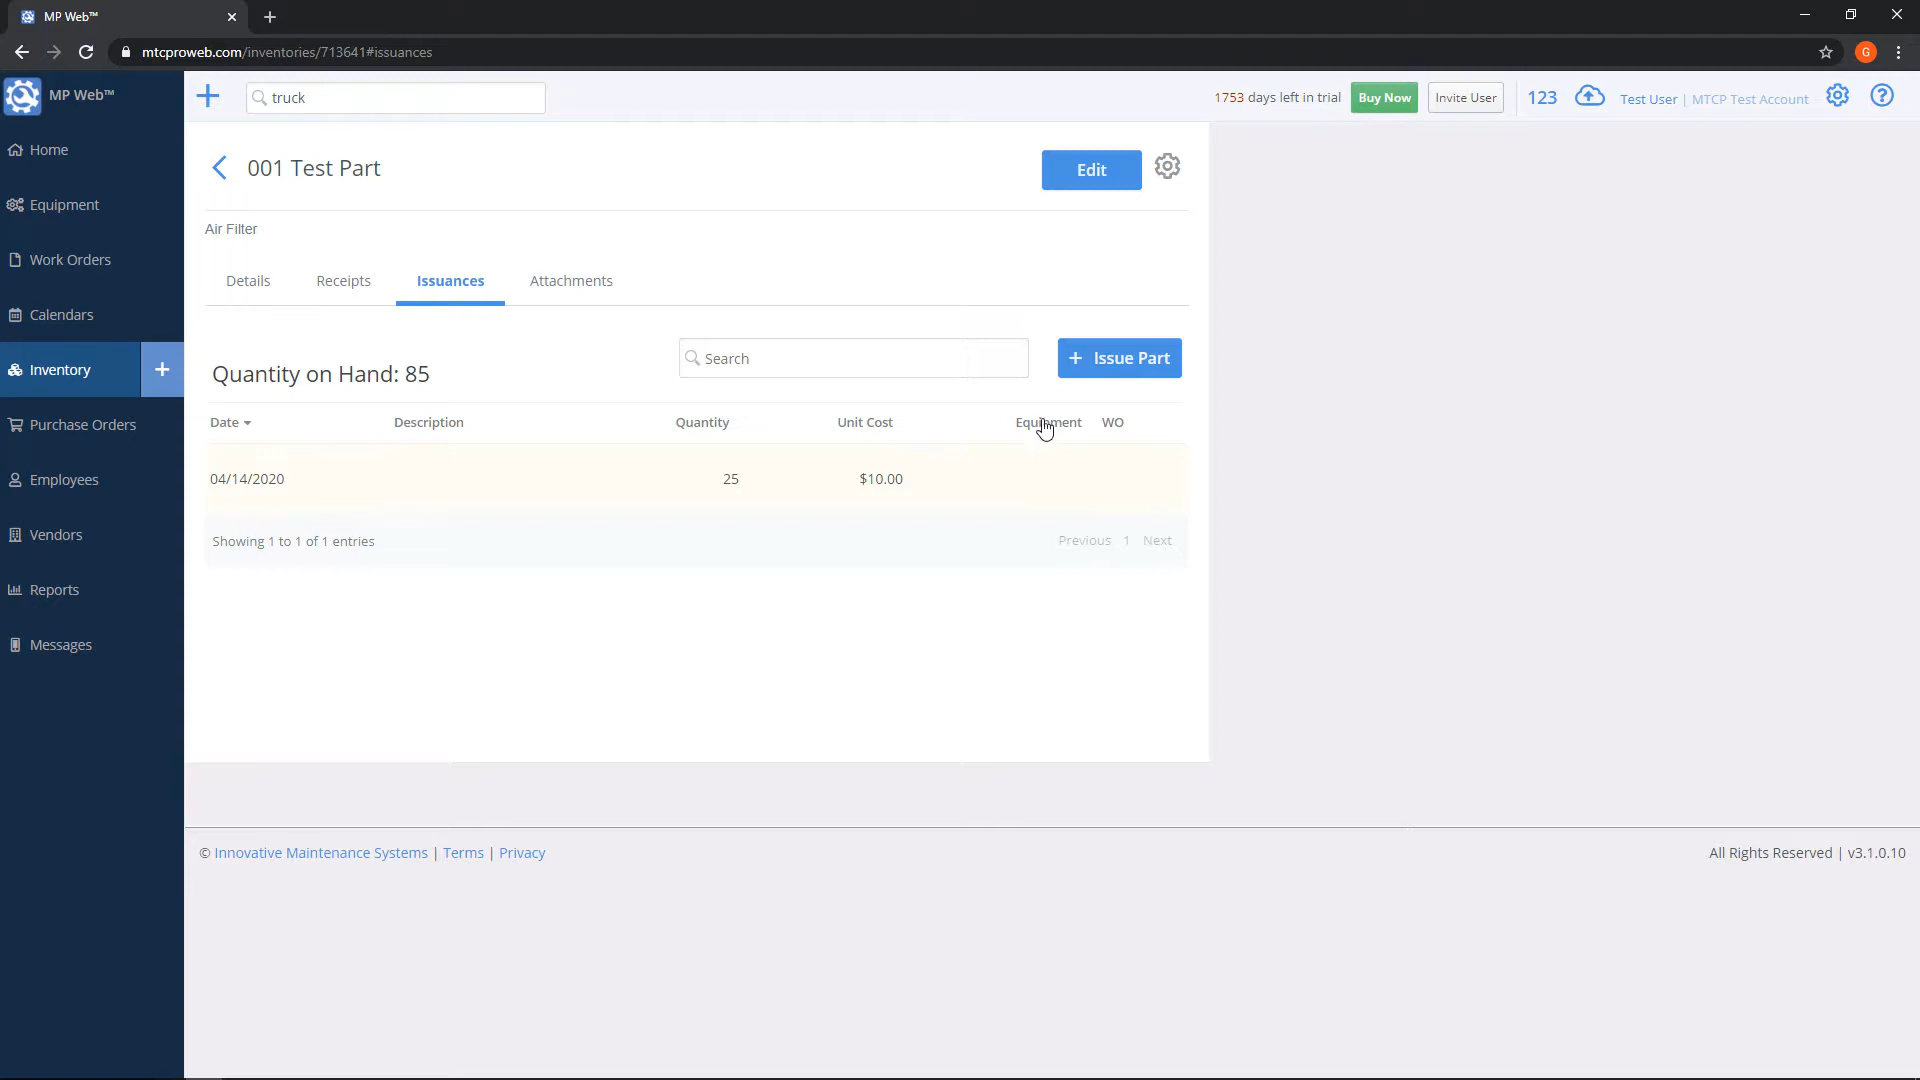 MP Web™
mtcproweb.com/inventories/713641#issuances
G
MP Web™
truck
1753 days left in trial
Buy Now
Invite User
123
Test User | MTCP Test Account
Home
Equipment
Work Orders
Calendars
Inventory
Purchase Orders
Employees
Vendors
Reports
Messages
001 Test Part
Edit
Air Filter
Details Receipts Issuances Attachments
Quantity on Hand: 85
Search
+ Issue Part
Date Description Quantity Unit Cost Equipment WO
04/14/2020 25 $10.00
Showing 1 to 1 of 1 entries
Previous 1 Next
© Innovative Maintenance Systems | Terms | Privacy
All Rights Reserved | v3.1.0.10